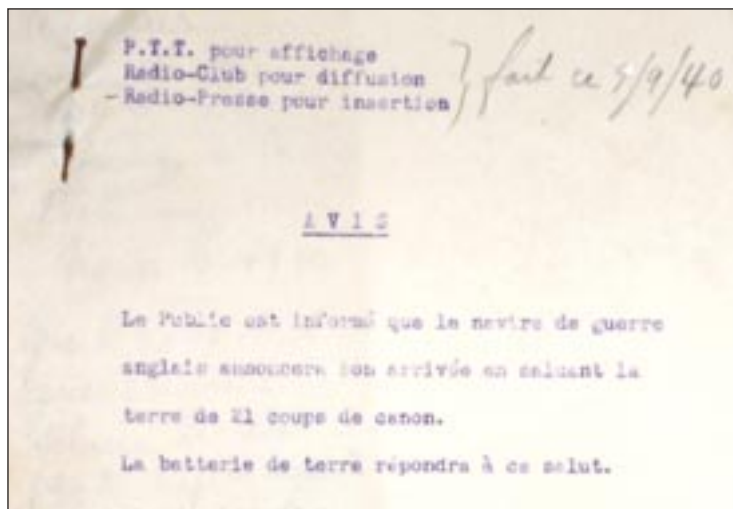 P.T.T. pour affichage
Radio-Club pour diffusion
- Radio-Presse pour insertion
} fait ce 5/9/40
AVIS
Le Public est informé que le navire de guerre
anglais annoncera son arrivée en saluant la
terre de 21 coups de canon.
La batterie de terre répondra à ce salut.